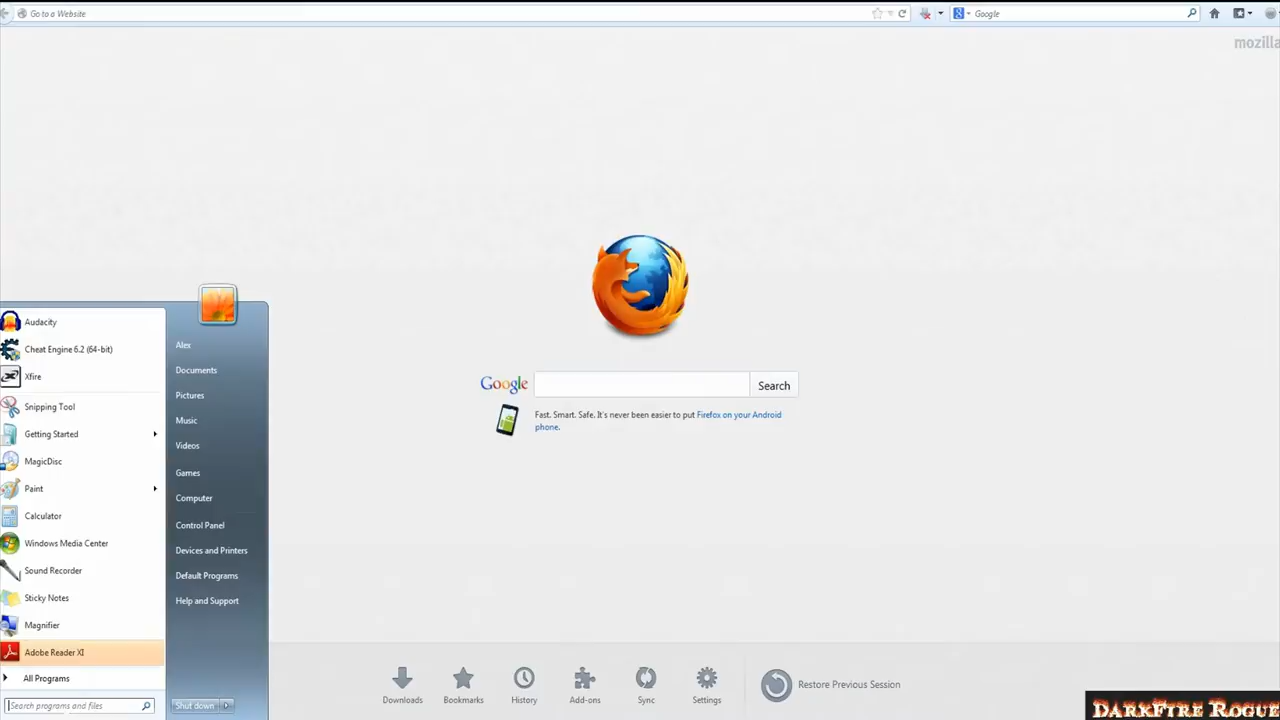 Go to a Website
Google
mozilla
Audacity
Cheat Engine 6.2 (64-bit)
Xfire
Snipping Tool
Getting Started
MagicDisc
Paint
Calculator
Windows Media Center
Sound Recorder
Sticky Notes
Magnifier
Adobe Reader XI
All Programs
Search programs and files
Alex
Documents
Pictures
Music
Videos
Games
Computer
Control Panel
Devices and Printers
Default Programs
Help and Support
Shut down
Google
Search
Fast. Smart. Safe. It's never been easier to put Firefox on your Android
phone.
Downloads
Bookmarks
History
Add-ons
Sync
Settings
Restore Previous Session
DARKFIRE ROGUE